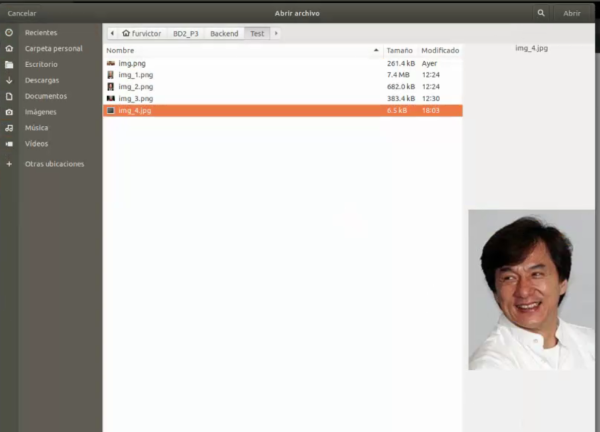 Cancelar Abrir archivo Abrir
Recientes
Carpeta personal
Escritorio
Descargas
Documentos
Imágenes
Música
Vídeos
Otras ubicaciones
furvictor BD2_P3 Backend Test
Nombre Tamaño Modificado
img.png 261.4 kB Ayer
img_1.png 7.4 MB 12:24
img_2.png 682.0 kB 12:24
img_3.png 383.4 kB 12:30
img_4.jpg 6.5 kB 18:03
img_4.jpg